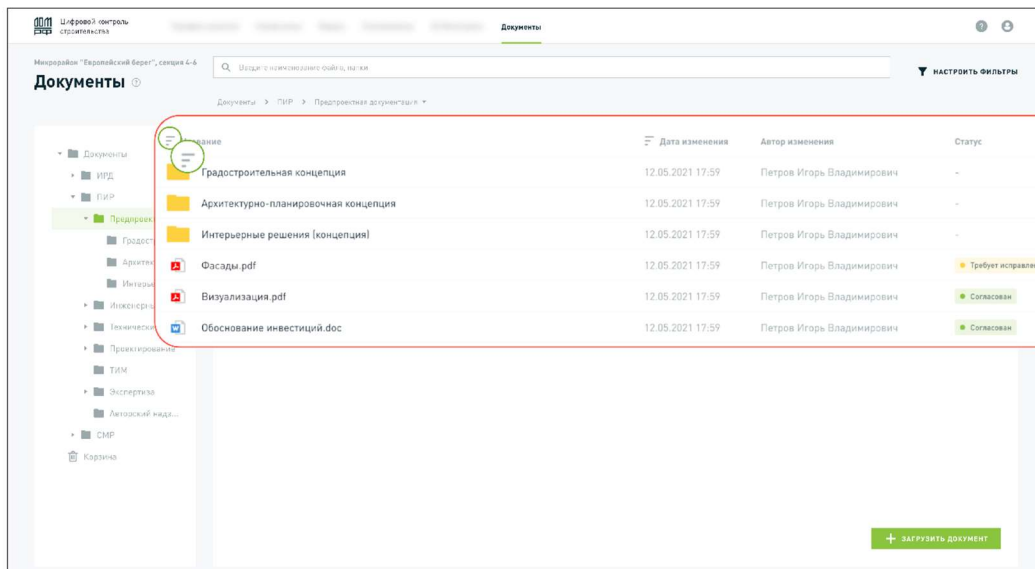 ДОМ Цифровой контроль
РФ строительства
Документы
Микрорайон "Европейский берег", секция 4-6
Документы
Введите наименование файла, папки
НАСТРОИТЬ ФИЛЬТРЫ
Документы > ПИР > Предпроектная документация
Документы
ИРД
ПИР
Предпроек
Градост
Архитек
Интерье
Инженерны
Технически
Проектирование
ТИМ
Экспертиза
Авторский надз...
СМР
Корзина
вание Дата изменения Автор изменения Статус
Градостроительная концепция 12.05.2021 17:59 Петров Игорь Владимирович -
Архитектурно-планировочная концепция 12.05.2021 17:59 Петров Игорь Владимирович -
Интерьерные решения (концепция) 12.05.2021 17:59 Петров Игорь Владимирович -
Фасады.pdf 12.05.2021 17:59 Петров Игорь Владимирович Требует исправле
Визуализация.pdf 12.05.2021 17:59 Петров Игорь Владимирович Согласован
Обоснование инвестиций.doc 12.05.2021 17:59 Петров Игорь Владимирович Согласован
+ ЗАГРУЗИТЬ ДОКУМЕНТ